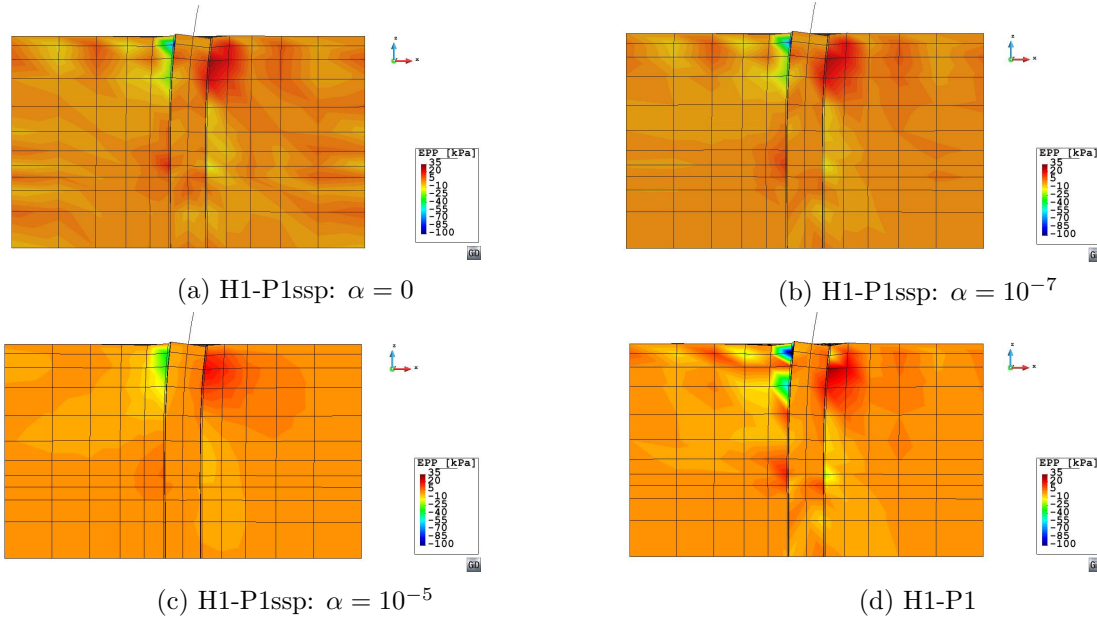 z
x
EPP [kPa]
35
20
5
-10
-25
-40
-55
-70
-85
-100
GD
(a) H1-P1ssp: α = 0
z
x
EPP [kPa]
35
20
5
-10
-25
-40
-55
-70
-85
-100
G
(b) H1-P1ssp: α = 10⁻⁷
z
x
EPP [kPa]
35
20
5
-10
-25
-40
-55
-70
-85
-100
GD
(c) H1-P1ssp: α = 10⁻⁵
z
x
EPP [kPa]
35
20
5
-10
-25
-40
-55
-70
-85
-100
G
(d) H1-P1